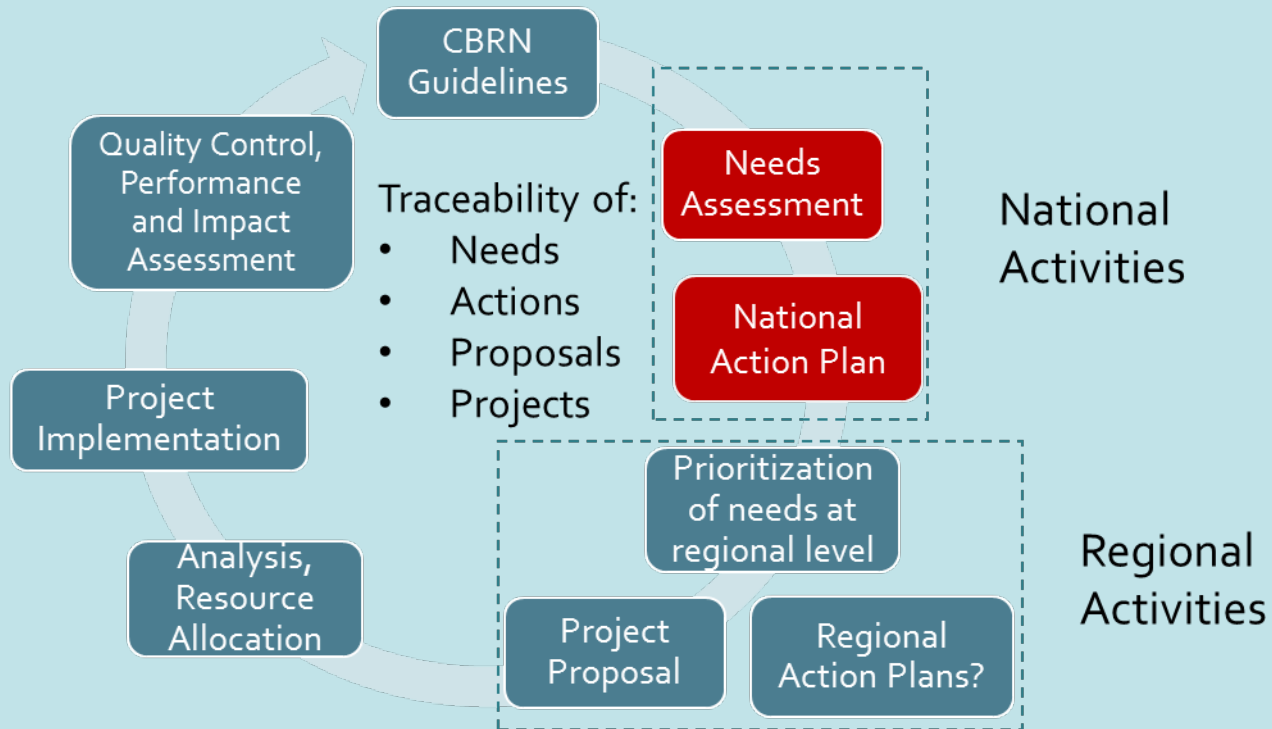 CBRN
Guidelines
Needs
Assessment
National
Action Plan
National
Activities
Prioritization
of needs at
regional level
Project
Proposal
Regional
Action Plans?
Regional
Activities
Analysis,
Resource
Allocation
Project
Implementation
Quality Control,
Performance
and Impact
Assessment
Traceability of:
• Needs
• Actions
• Proposals
• Projects